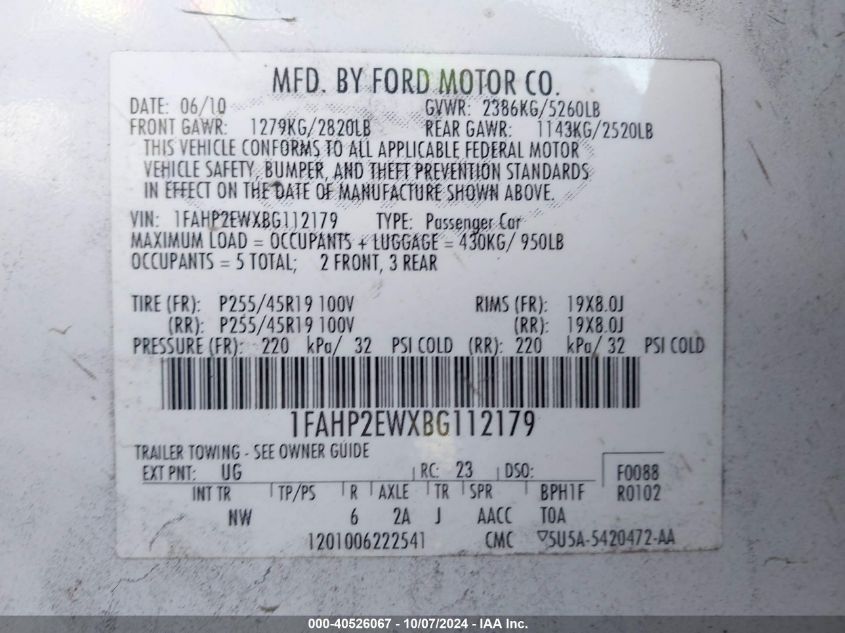 MFD. BY FORD MOTOR CO.
DATE: 06/10 GVWR: 2386KG/5260LB
FRONT GAWR: 1279KG/2820LB REAR GAWR: 1143KG/2520LB
THIS VEHICLE CONFORMS TO ALL APPLICABLE FEDERAL MOTOR
VEHICLE SAFETY, BUMPER, AND THEFT PREVENTION STANDARDS
IN EFFECT ON THE DATE OF MANUFACTURE SHOWN ABOVE.
VIN: 1FAHP2EWXBG112179 TYPE: Passenger Car
MAXIMUM LOAD = OCCUPANTS + LUGGAGE = 430KG/ 950LB
OCCUPANTS = 5 TOTAL; 2 FRONT, 3 REAR
TIRE (FR): P255/45R19 100V RIMS (FR): 19X8.0J
(RR): P255/45R19 100V (RR): 19X8.0J
PRESSURE (FR): 220 kPa/ 32 PSI COLD (RR): 220 kPa/ 32 PSI COLD
1FAHP2EWXBG112179
TRAILER TOWING - SEE OWNER GUIDE
EXT PNT: UG RC: 23 DSO: F0088
INT TR TP/PS R AXLE TR SPR BPH1F R0102
NW 6 2A J AACC TOA
1201006222541 CMC ▽5U5A-5420472-AA
000-40526067 - 10/07/2024 - IAA Inc.